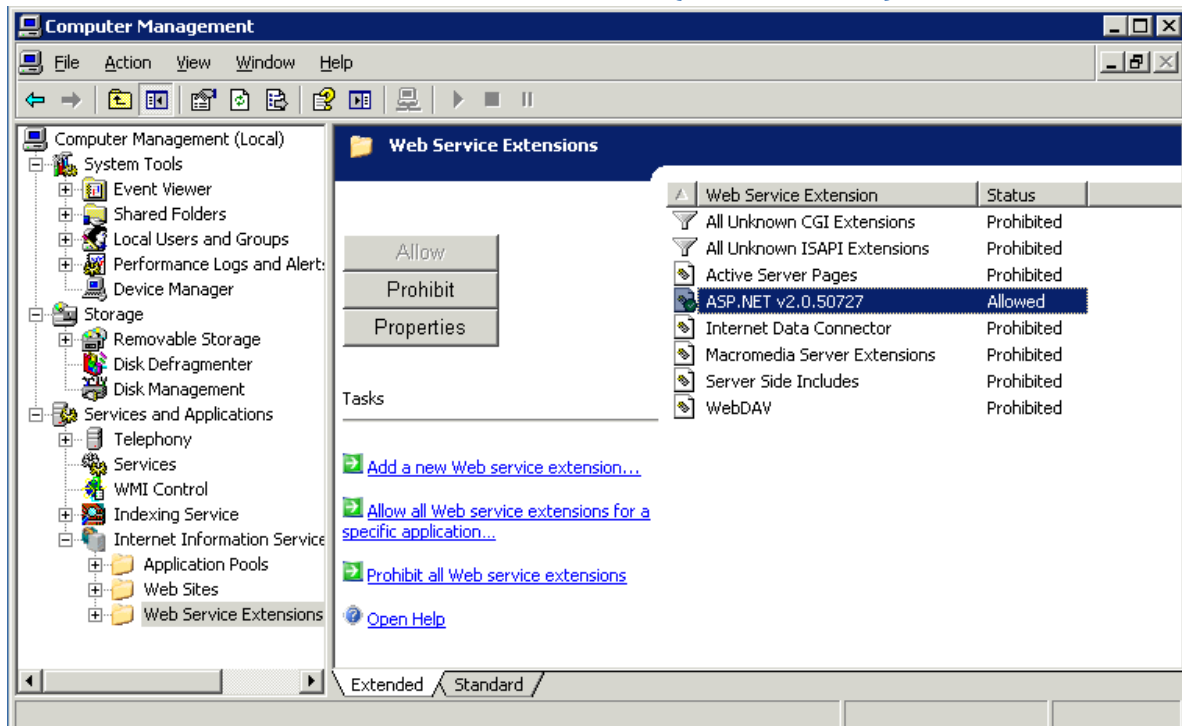 Computer Management
File Action View Window Help
Computer Management (Local)
System Tools
Event Viewer
Shared Folders
Local Users and Groups
Performance Logs and Alert
Device Manager
Storage
Removable Storage
Disk Defragmenter
Disk Management
Services and Applications
Telephony
Services
WMI Control
Indexing Service
Internet Information Service
Application Pools
Web Sites
Web Service Extensions
Web Service Extensions
Allow
Prohibit
Properties
Tasks
Add a new Web service extension...
Allow all Web service extensions for a
specific application...
Prohibit all Web service extensions
Open Help
Web Service Extension Status
All Unknown CGI Extensions Prohibited
All Unknown ISAPI Extensions Prohibited
Active Server Pages Prohibited
ASP.NET v2.0.50727 Allowed
Internet Data Connector Prohibited
Macromedia Server Extensions Prohibited
Server Side Includes Prohibited
WebDAV Prohibited
Extended Standard